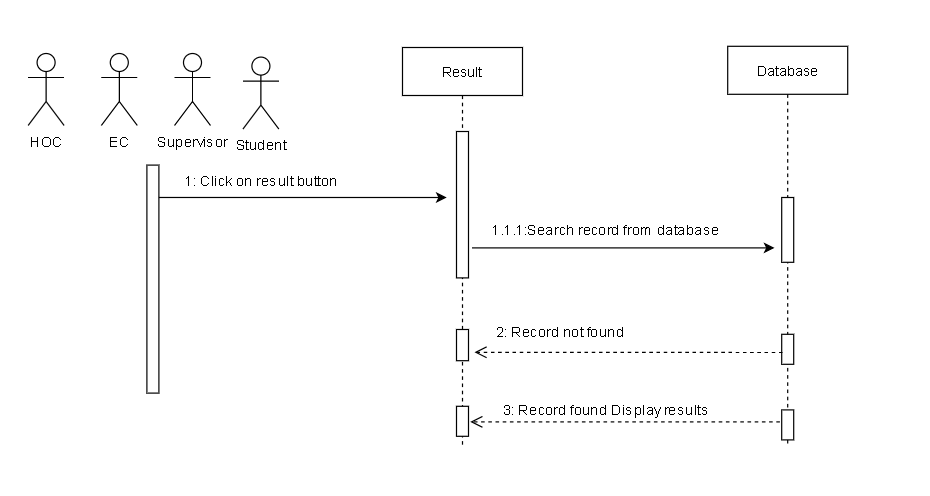 Result
Database
HOC
EC
Supervisor
Student
1: Click on result button
1.1.1:Search record from database
2: Record not found
3: Record found Display results